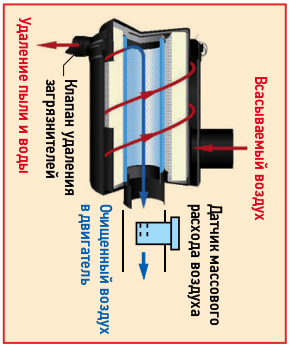 Удаление пыли и воды
Клапан удаления
загрязнителей
Всасываемый воздух
Очищенный воздух
в двигатель
Датчик массового
расхода воздуха